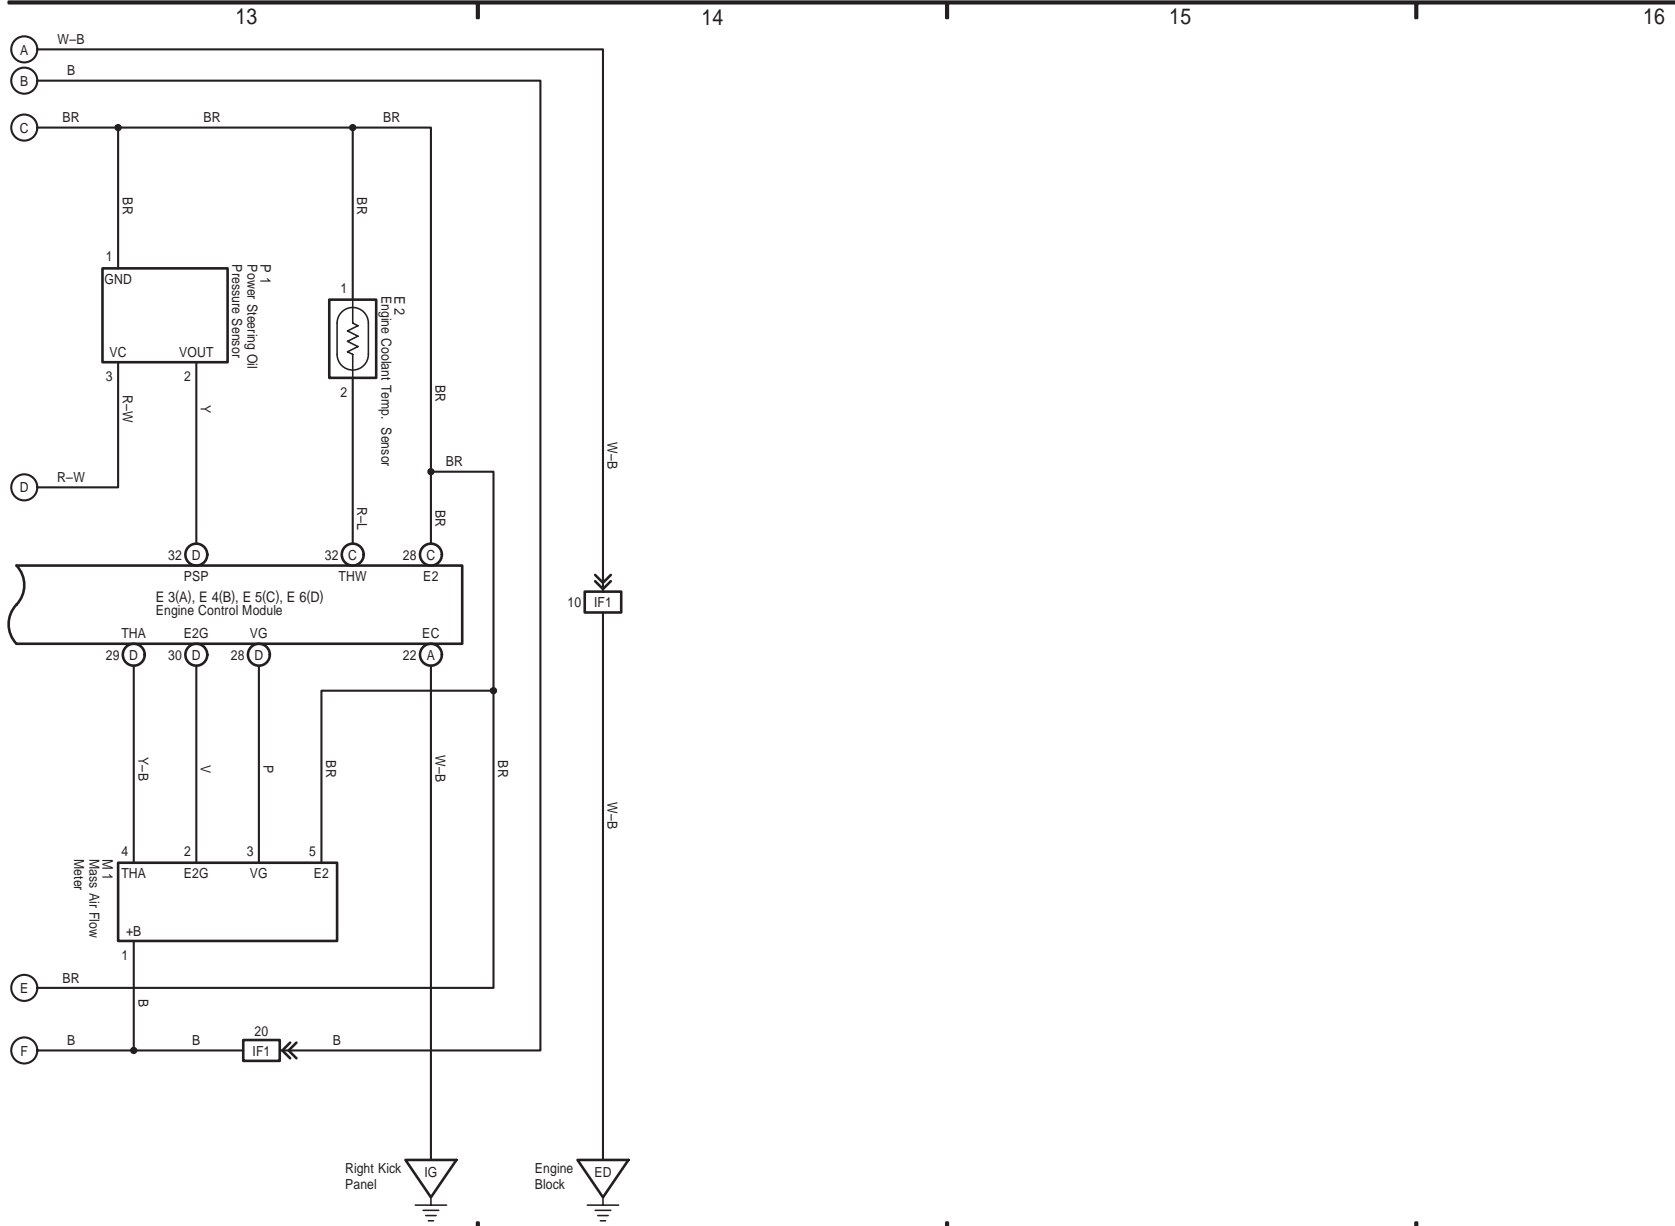 13
14
15
16
A
W–B
B
B
C
BR
BR
BR
BR
BR
1
GND
VC
VOUT
3
2
P 1
Power Steering Oil
Pressure Sensor
1
2
E 2
Engine Coolant Temp. Sensor
R–W
Y
BR
W–B
D
R–W
BR
R–L
BR
32
D
32
C
28
C
PSP
THW
E2
E 3(A), E 4(B), E 5(C), E 6(D)
Engine Control Module
10
IF1
THA
E2G
VG
EC
29
D
30
D
28
D
22
A
Y–B
V
P
BR
W–B
BR
W–B
4
2
3
5
THA
E2G
VG
E2
+B
M 1
Mass Air Flow
Meter
1
E
BR
B
F
B
B
20
IF1
B
Right Kick
Panel
IG
Engine
Block
ED